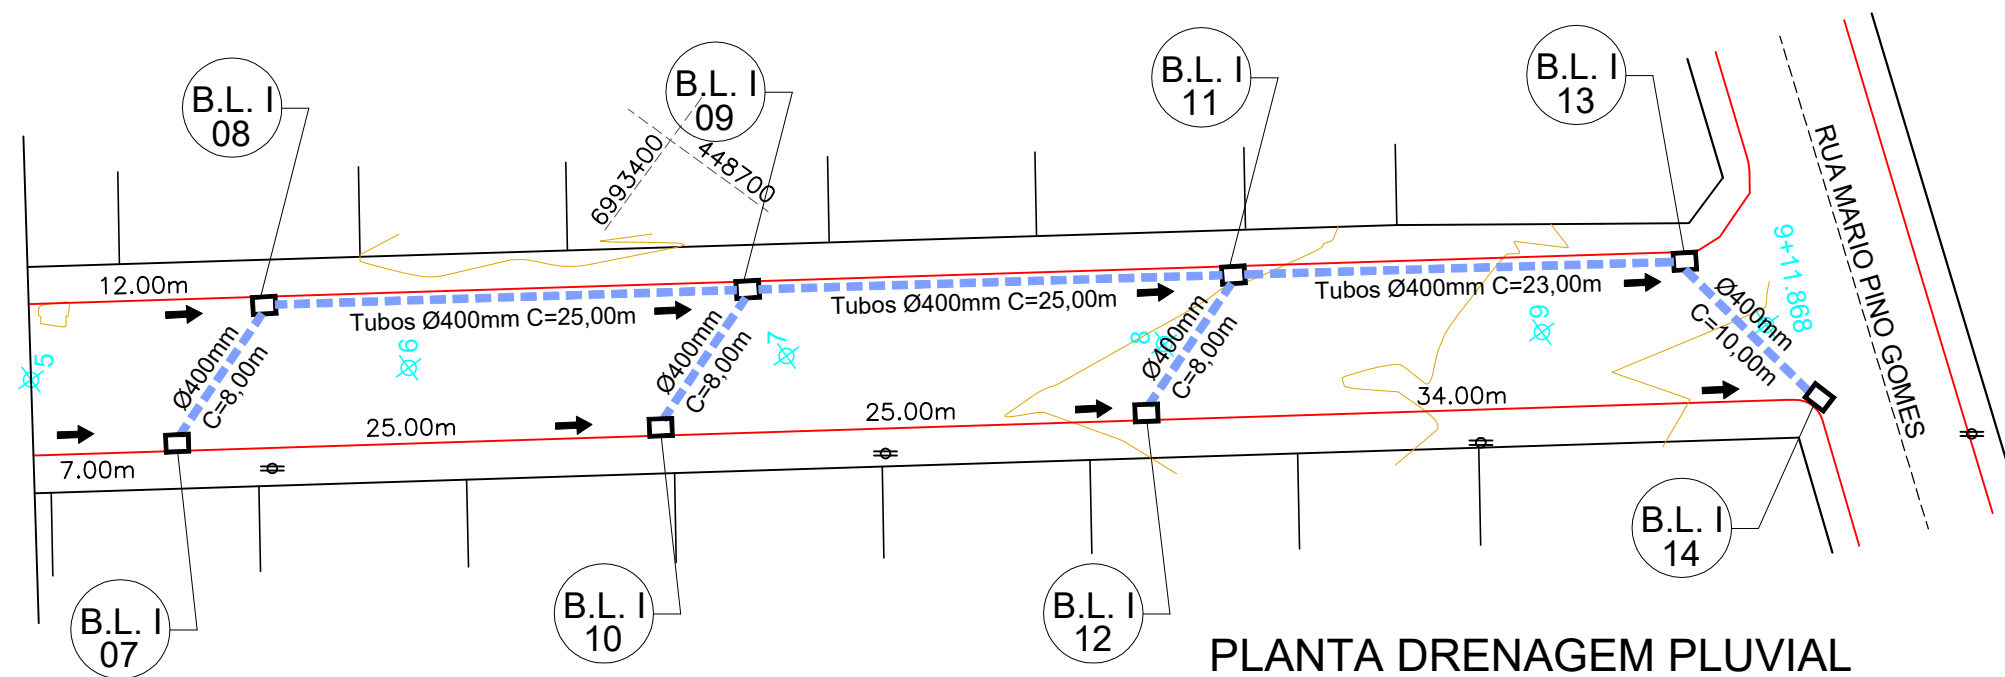 B.L. I
08
B.L. I
09
B.L. I
11
B.L. I
13
6993400
448700
RUA MARIO PINO GOMES
9+11.868
12.00m
Tubos Ø400mm C=25,00m
Tubos Ø400mm C=25,00m
Tubos Ø400mm C=23,00m
Ø400mm
C=8,00m
Ø400mm
C=8,00m
Ø400mm
C=8,00m
Ø400mm
C=10,00m
5
6
7
8
9
7.00m
25.00m
25.00m
34.00m
B.L. I
07
B.L. I
10
B.L. I
12
B.L. I
14
PLANTA DRENAGEM PLUVIAL